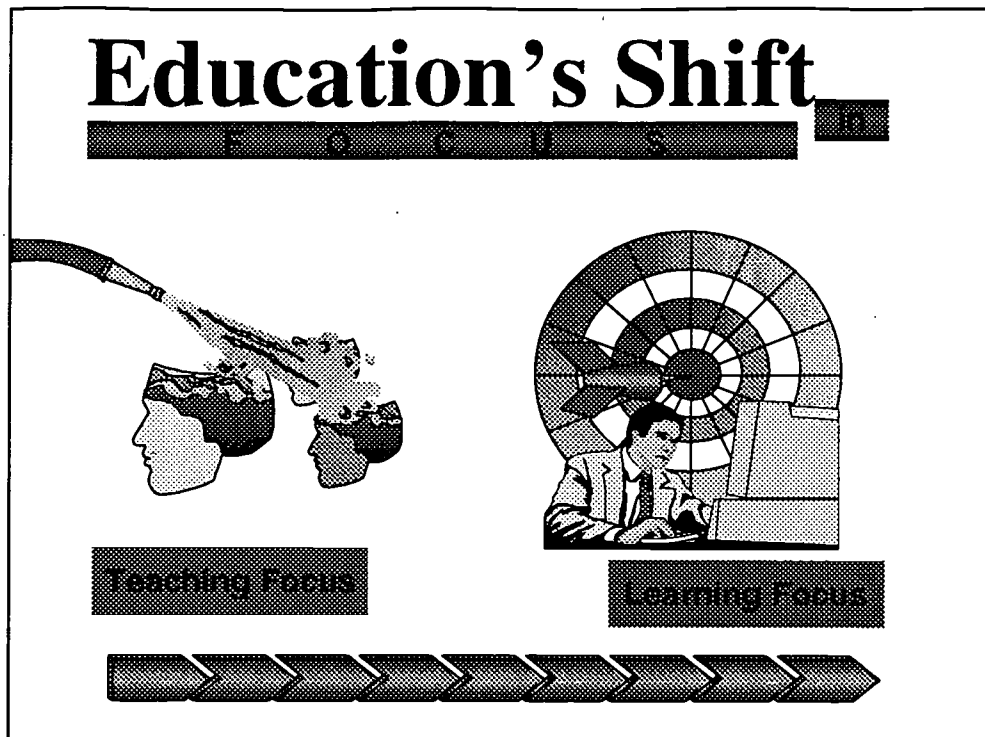 Education's Shift
in
F O C U S
Teaching Focus
Learning Focus